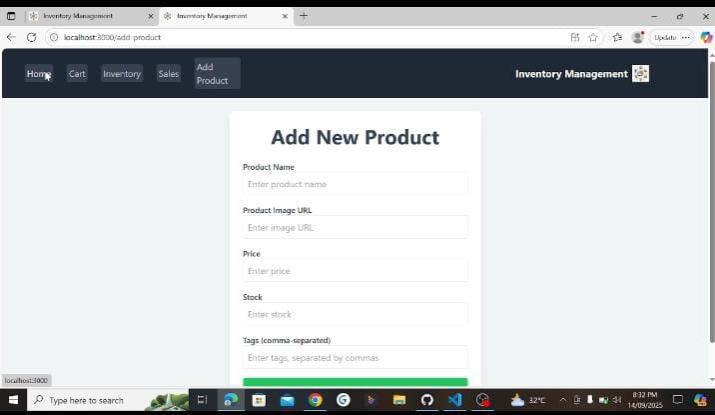 Inventory Management
Inventory Management
localhost:3000/add-product
Update
Home
Cart
Inventory
Sales
Add
Product
Inventory Management
Add New Product
Product Name
Enter product name
Product Image URL
Enter image URL
Price
Enter price
Stock
Enter stock
Tags (comma-separated)
Enter tags, separated by commas
localhost:3000
Type here to search
32°C
8:32 PM
14/09/2025